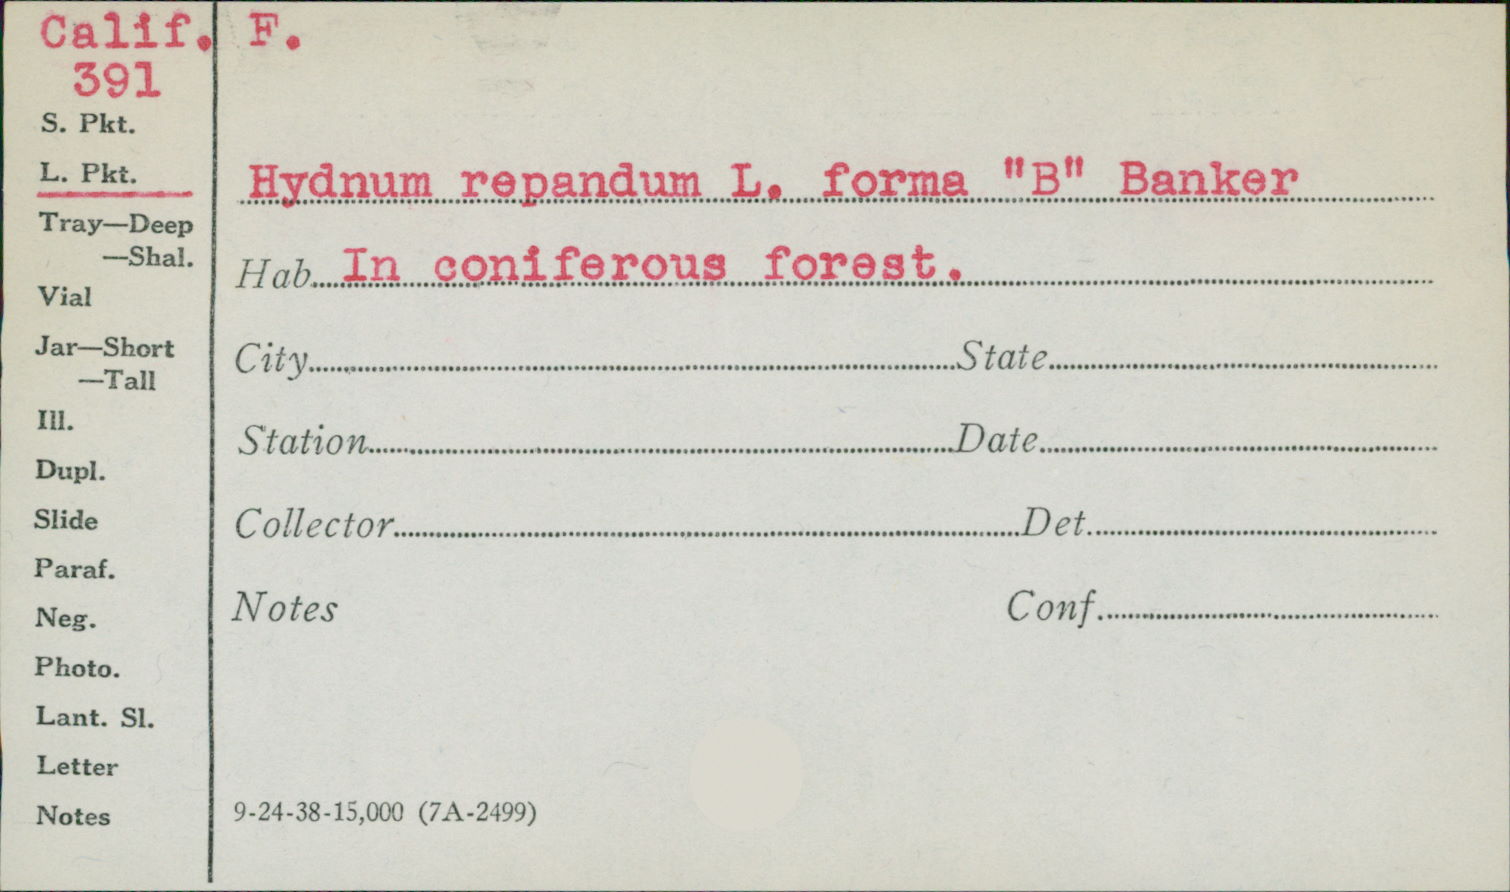 Calif. F.
391
S. Pkt.
L. Pkt.
Tray—Deep
—Shal.
Vial
Jar—Short
—Tall
Ill.
Dupl.
Slide
Paraf.
Neg.
Photo.
Lant. Sl.
Letter
Notes
Hydnum repandum L. forma "B" Banker
Hab. In coniferous forest.
City State
Station Date
Collector Det.
Notes Conf.
9-24-38-15,000 (7A-2499)